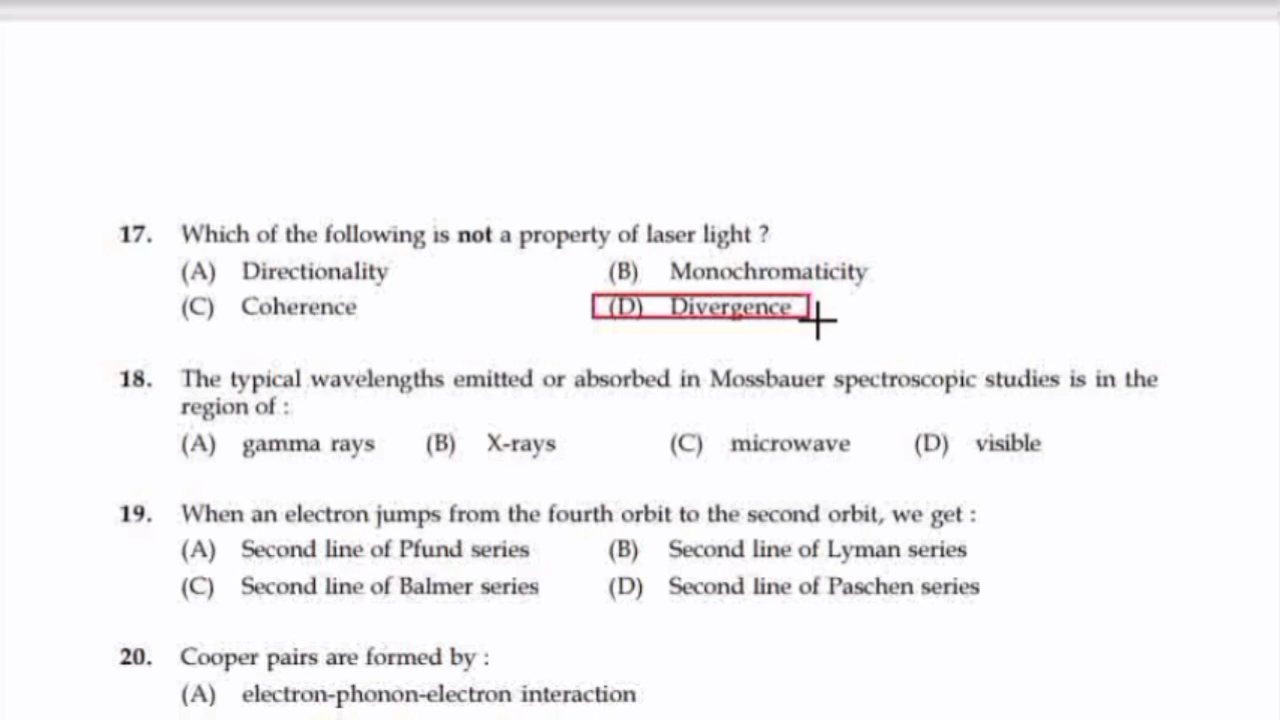 17. Which of the following is not a property of laser light ?
(A) Directionality (B) Monochromaticity
(C) Coherence (D) Divergence
18. The typical wavelengths emitted or absorbed in Mossbauer spectroscopic studies is in the
region of :
(A) gamma rays (B) X-rays (C) microwave (D) visible
19. When an electron jumps from the fourth orbit to the second orbit, we get :
(A) Second line of Pfund series (B) Second line of Lyman series
(C) Second line of Balmer series (D) Second line of Paschen series
20. Cooper pairs are formed by :
(A) electron-phonon-electron interaction